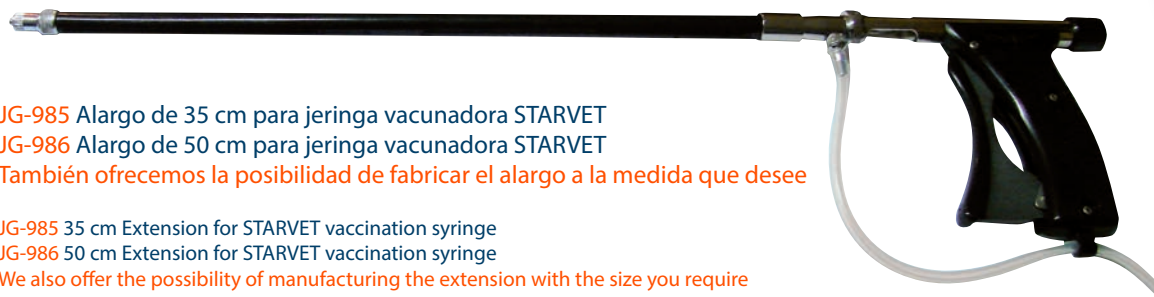 JG-985 Alargo de 35 cm para jeringa vacunadora STARVET
JG-986 Alargo de 50 cm para jeringa vacunadora STARVET
También ofrecemos la posibilidad de fabricar el alargo a la medida que desee
JG-985 35 cm Extension for STARVET vaccination syringe
JG-986 50 cm Extension for STARVET vaccination syringe
We also offer the possibility of manufacturing the extension with the size you require